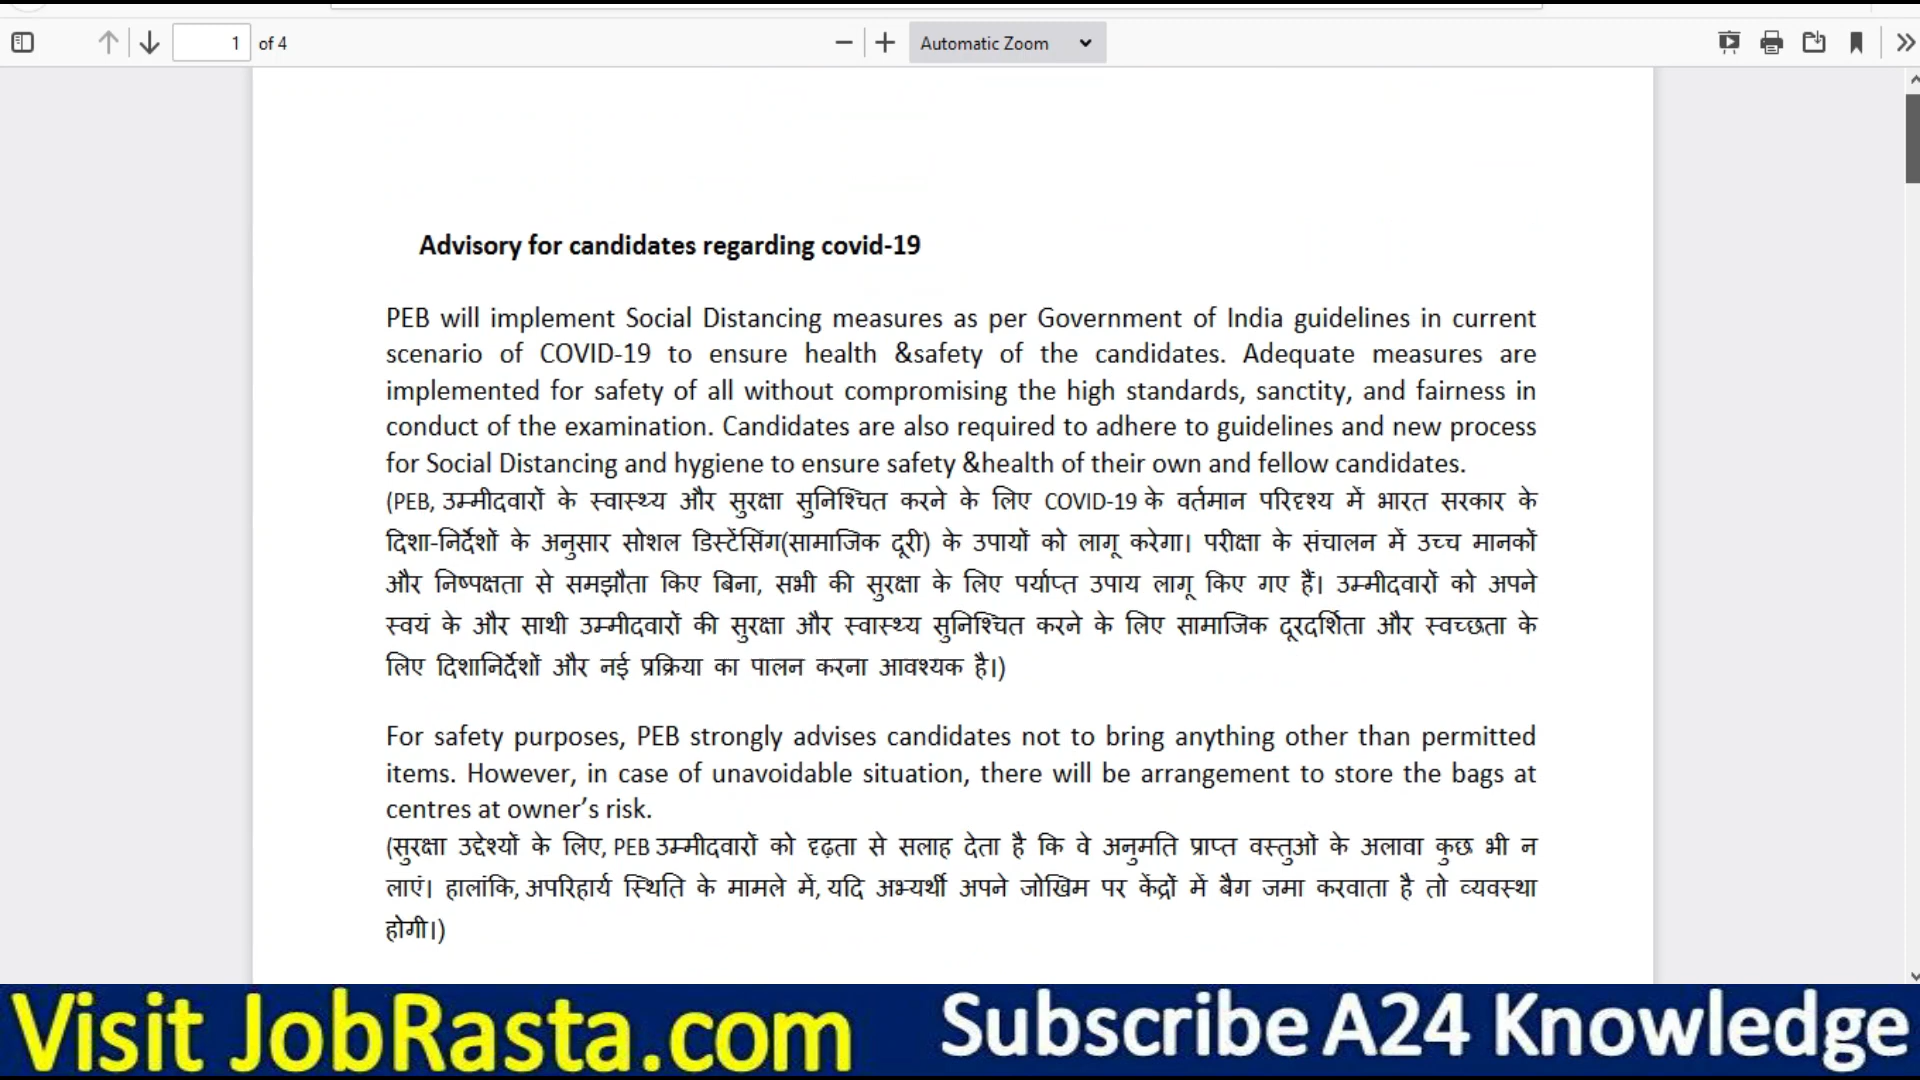 1 of 4
Automatic Zoom
Advisory for candidates regarding covid-19
PEB will implement Social Distancing measures as per Government of India guidelines in current
scenario of COVID-19 to ensure health &safety of the candidates. Adequate measures are
implemented for safety of all without compromising the high standards, sanctity, and fairness in
conduct of the examination. Candidates are also required to adhere to guidelines and new process
for Social Distancing and hygiene to ensure safety &health of their own and fellow candidates.
(PEB, उम्मीदवारों के स्वास्थ्य और सुरक्षा सुनिश्चित करने के लिए COVID-19 के वर्तमान परिदृश्य में भारत सरकार के
दिशा-निर्देशों के अनुसार सोशल डिस्टेंसिंग(सामाजिक दूरी) के उपायों को लागू करेगा। परीक्षा के संचालन में उच्च मानकों
और निष्पक्षता से समझौता किए बिना, सभी की सुरक्षा के लिए पर्याप्त उपाय लागू किए गए हैं। उम्मीदवारों को अपने
स्वयं के और साथी उम्मीदवारों की सुरक्षा और स्वास्थ्य सुनिश्चित करने के लिए सामाजिक दूरदर्शिता और स्वच्छता के
लिए दिशानिर्देशों और नई प्रक्रिया का पालन करना आवश्यक है।)
For safety purposes, PEB strongly advises candidates not to bring anything other than permitted
items. However, in case of unavoidable situation, there will be arrangement to store the bags at
centres at owner’s risk.
(सुरक्षा उद्देश्यों के लिए, PEB उम्मीदवारों को दृढ़ता से सलाह देता है कि वे अनुमति प्राप्त वस्तुओं के अलावा कुछ भी न
लाएं। हालांकि, अपरिहार्य स्थिति के मामले में, यदि अभ्यर्थी अपने जोखिम पर केंद्रों में बैग जमा करवाता है तो व्यवस्था
होगी।)
Visit JobRasta.com Subscribe A24 Knowledge